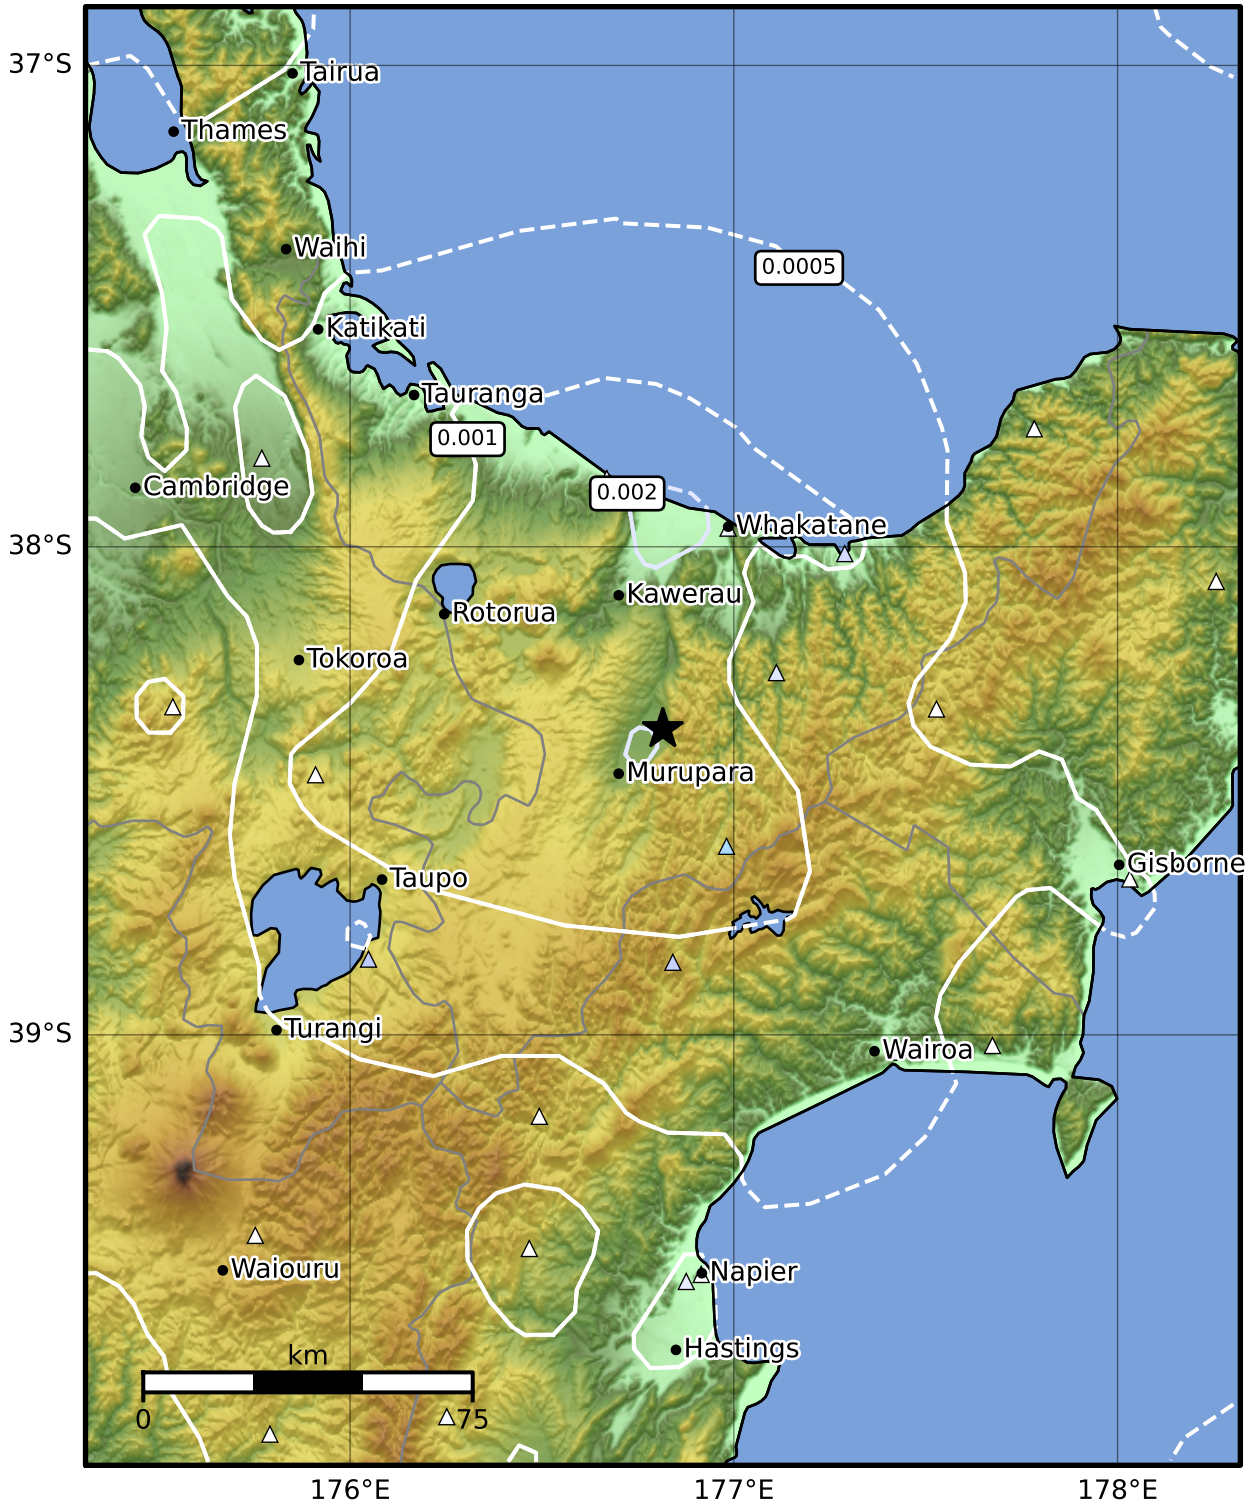 37°S
Tairua
Thames
Waihi
0.0005
Katikati
Tauranga
0.001
Cambridge
0.002
Whakatane
38°S
Kawerau
Rotorua
Tokoroa
Murupara
Gisborne
Taupo
Turangi
39°S
Wairoa
Waiouru
Napier
Hastings
km
0
75
176°E
177°E
178°E